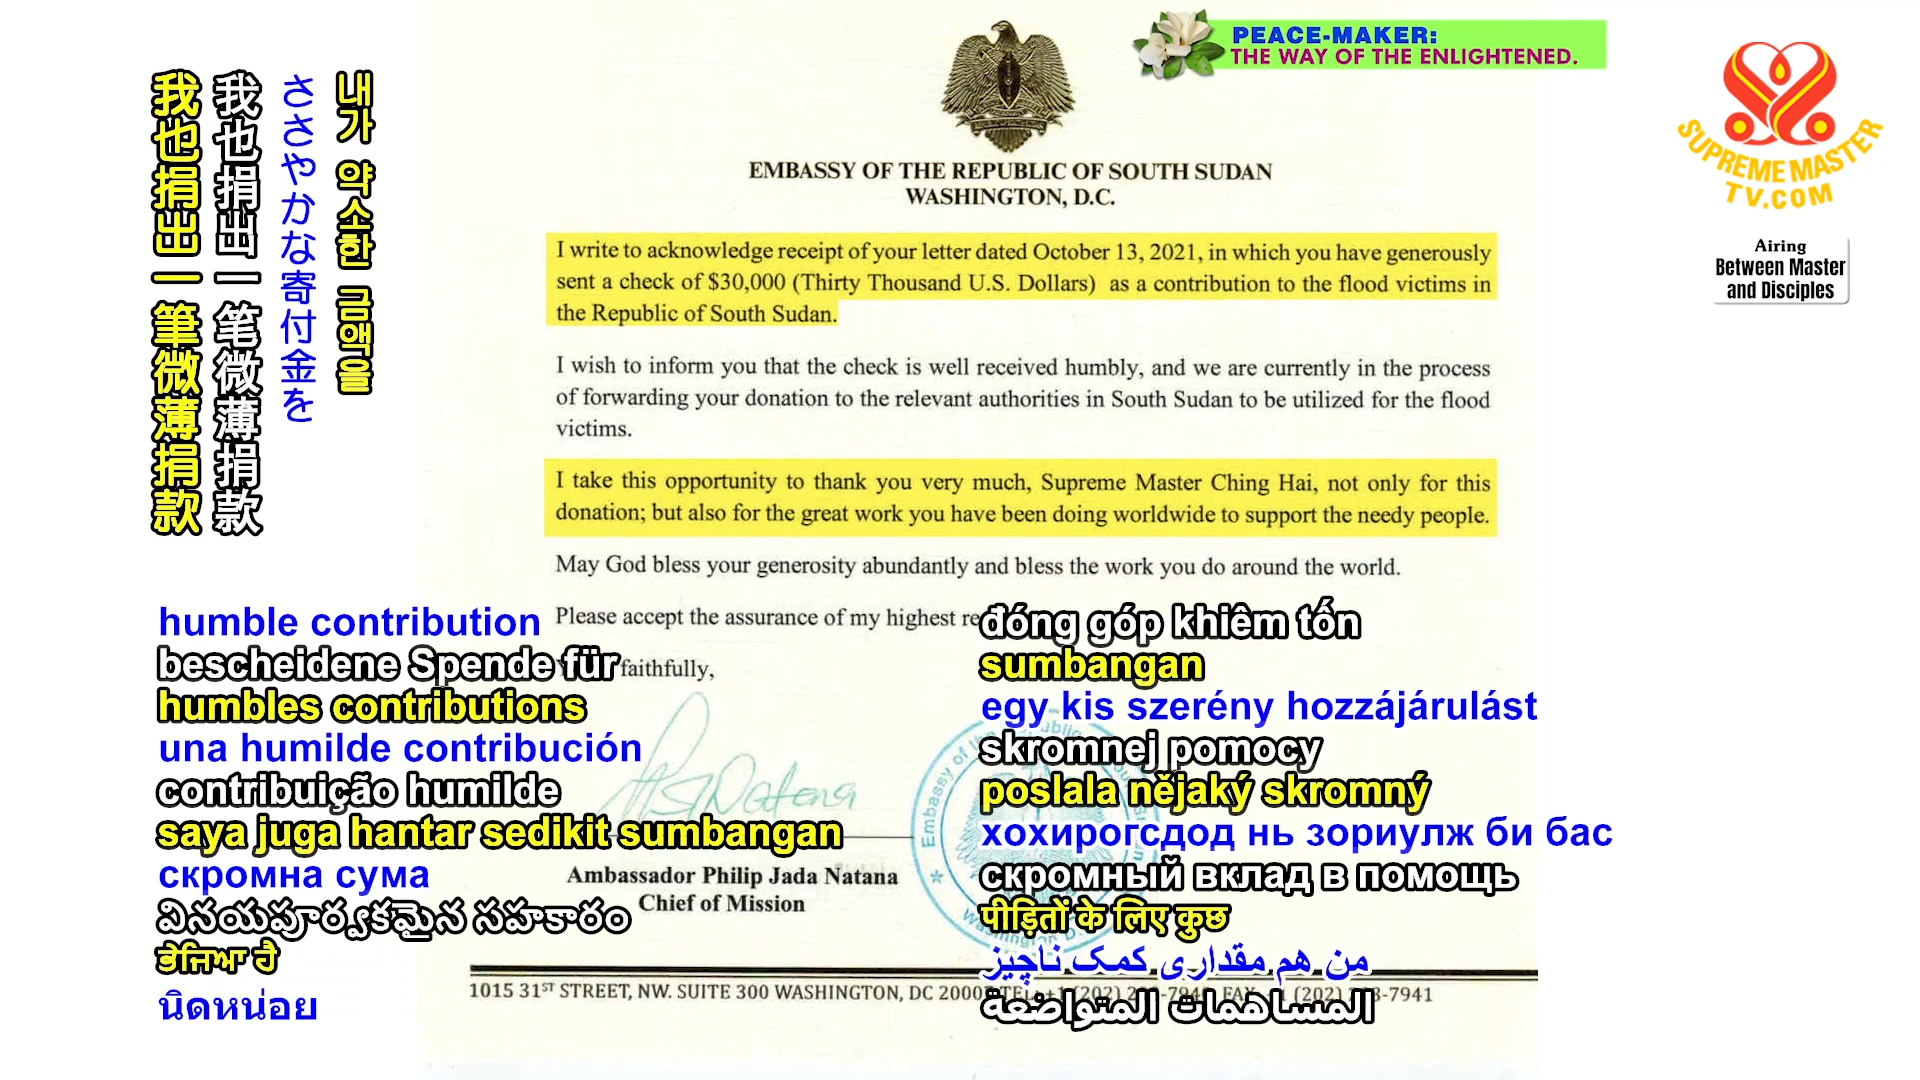 PEACE-MAKER:
THE WAY OF THE ENLIGHTENED.
SUPREME MASTER
TV.COM
Airing
Between Master
and Disciples
EMBASSY OF THE REPUBLIC OF SOUTH SUDAN
WASHINGTON, D.C.
I write to acknowledge receipt of your letter dated October 13, 2021, in which you have generously
sent a check of $30,000 (Thirty Thousand U.S. Dollars) as a contribution to the flood victims in
the Republic of South Sudan.
I wish to inform you that the check is well received humbly, and we are currently in the process
of forwarding your donation to the relevant authorities in South Sudan to be utilized for the flood
victims.
I take this opportunity to thank you very much, Supreme Master Ching Hai, not only for this
donation; but also for the great work you have been doing worldwide to support the needy people.
May God bless your generosity abundantly and bless the work you do around the world.
Please accept the assurance of my highest
faithfully,
Ambassador Philip Jada Natana
Chief of Mission
1015 31ST STREET, NW. SUITE 300 WASHINGTON, DC
내가 약소한 금액을
ささやかな寄付金を
我也捐出一笔微薄捐款
我也捐出一筆微薄捐款
humble contribution
bescheidene Spende für
humbles contributions
una humilde contribución
contribuição humilde
saya juga hantar sedikit sumbangan
скромна сума
వినయపూర్వకమైన సహకారం
ਭੇਜਿਆ ਹੈ
นิดหน่อย
đóng góp khiêm tốn
sumbangan
egy kis szerény hozzájárulást
skromnej pomocy
poslala nějaký skromný
хохирогсдод нь зориулж би бас
скромный вклад в помощь
पीड़ितों के लिए कुछ
من هم مقداری کمک ناچیز
المساهمات المتواضعة